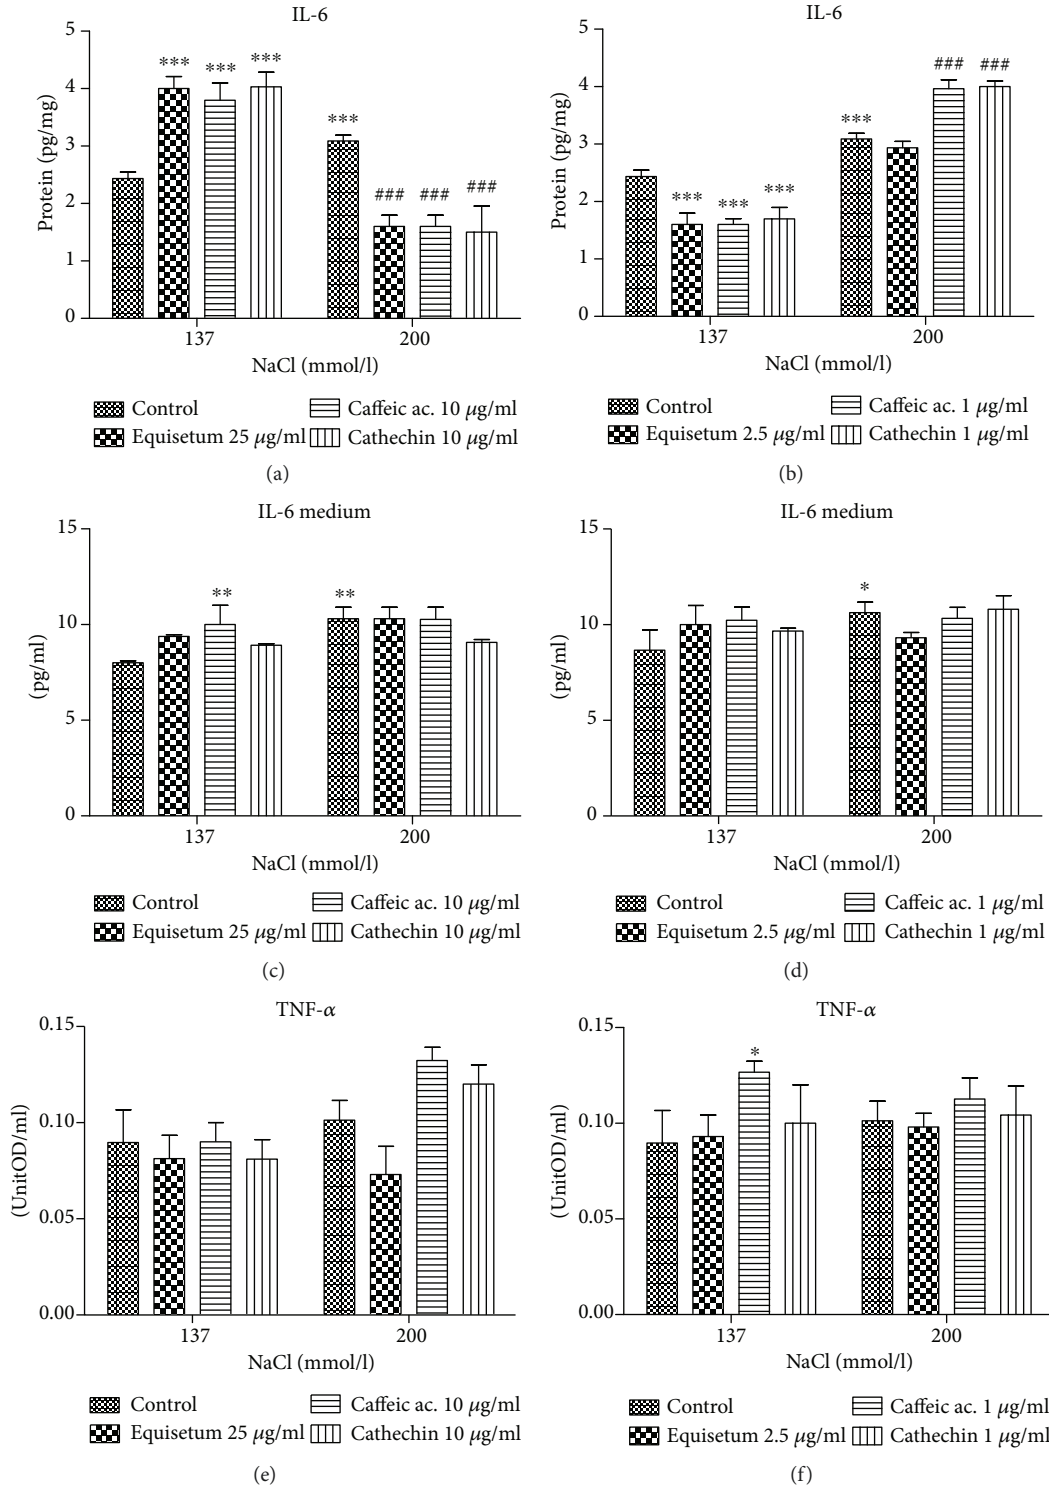 IL-6
Protein (pg/mg)
5
4
3
2
1
0
*** *** *** *** ### ### ###
137 200
NaCl (mmol/l)
Control Caffeic ac. 10 μg/ml
Equisetum 25 μg/ml Cathechin 10 μg/ml
(a)
IL-6
Protein (pg/mg)
5
4
3
2
1
0
*** *** *** *** ### ###
137 200
NaCl (mmol/l)
Control Caffeic ac. 1 μg/ml
Equisetum 2.5 μg/ml Cathechin 1 μg/ml
(b)
IL-6 medium
(pg/ml)
15
10
5
0
** **
137 200
NaCl (mmol/l)
Control Caffeic ac. 10 μg/ml
Equisetum 25 μg/ml Cathechin 10 μg/ml
(c)
IL-6 medium
(pg/ml)
15
10
5
0
*
137 200
NaCl (mmol/l)
Control Caffeic ac. 1 μg/ml
Equisetum 2.5 μg/ml Cathechin 1 μg/ml
(d)
TNF-α
(UnitOD/ml)
0.15
0.10
0.05
0.00
137 200
NaCl (mmol/l)
Control Caffeic ac. 10 μg/ml
Equisetum 25 μg/ml Cathechin 10 μg/ml
(e)
TNF-α
(UnitOD/ml)
0.15
0.10
0.05
0.00
*
137 200
NaCl (mmol/l)
Control Caffeic ac. 1 μg/ml
Equisetum 2.5 μg/ml Cathechin 1 μg/ml
(f)